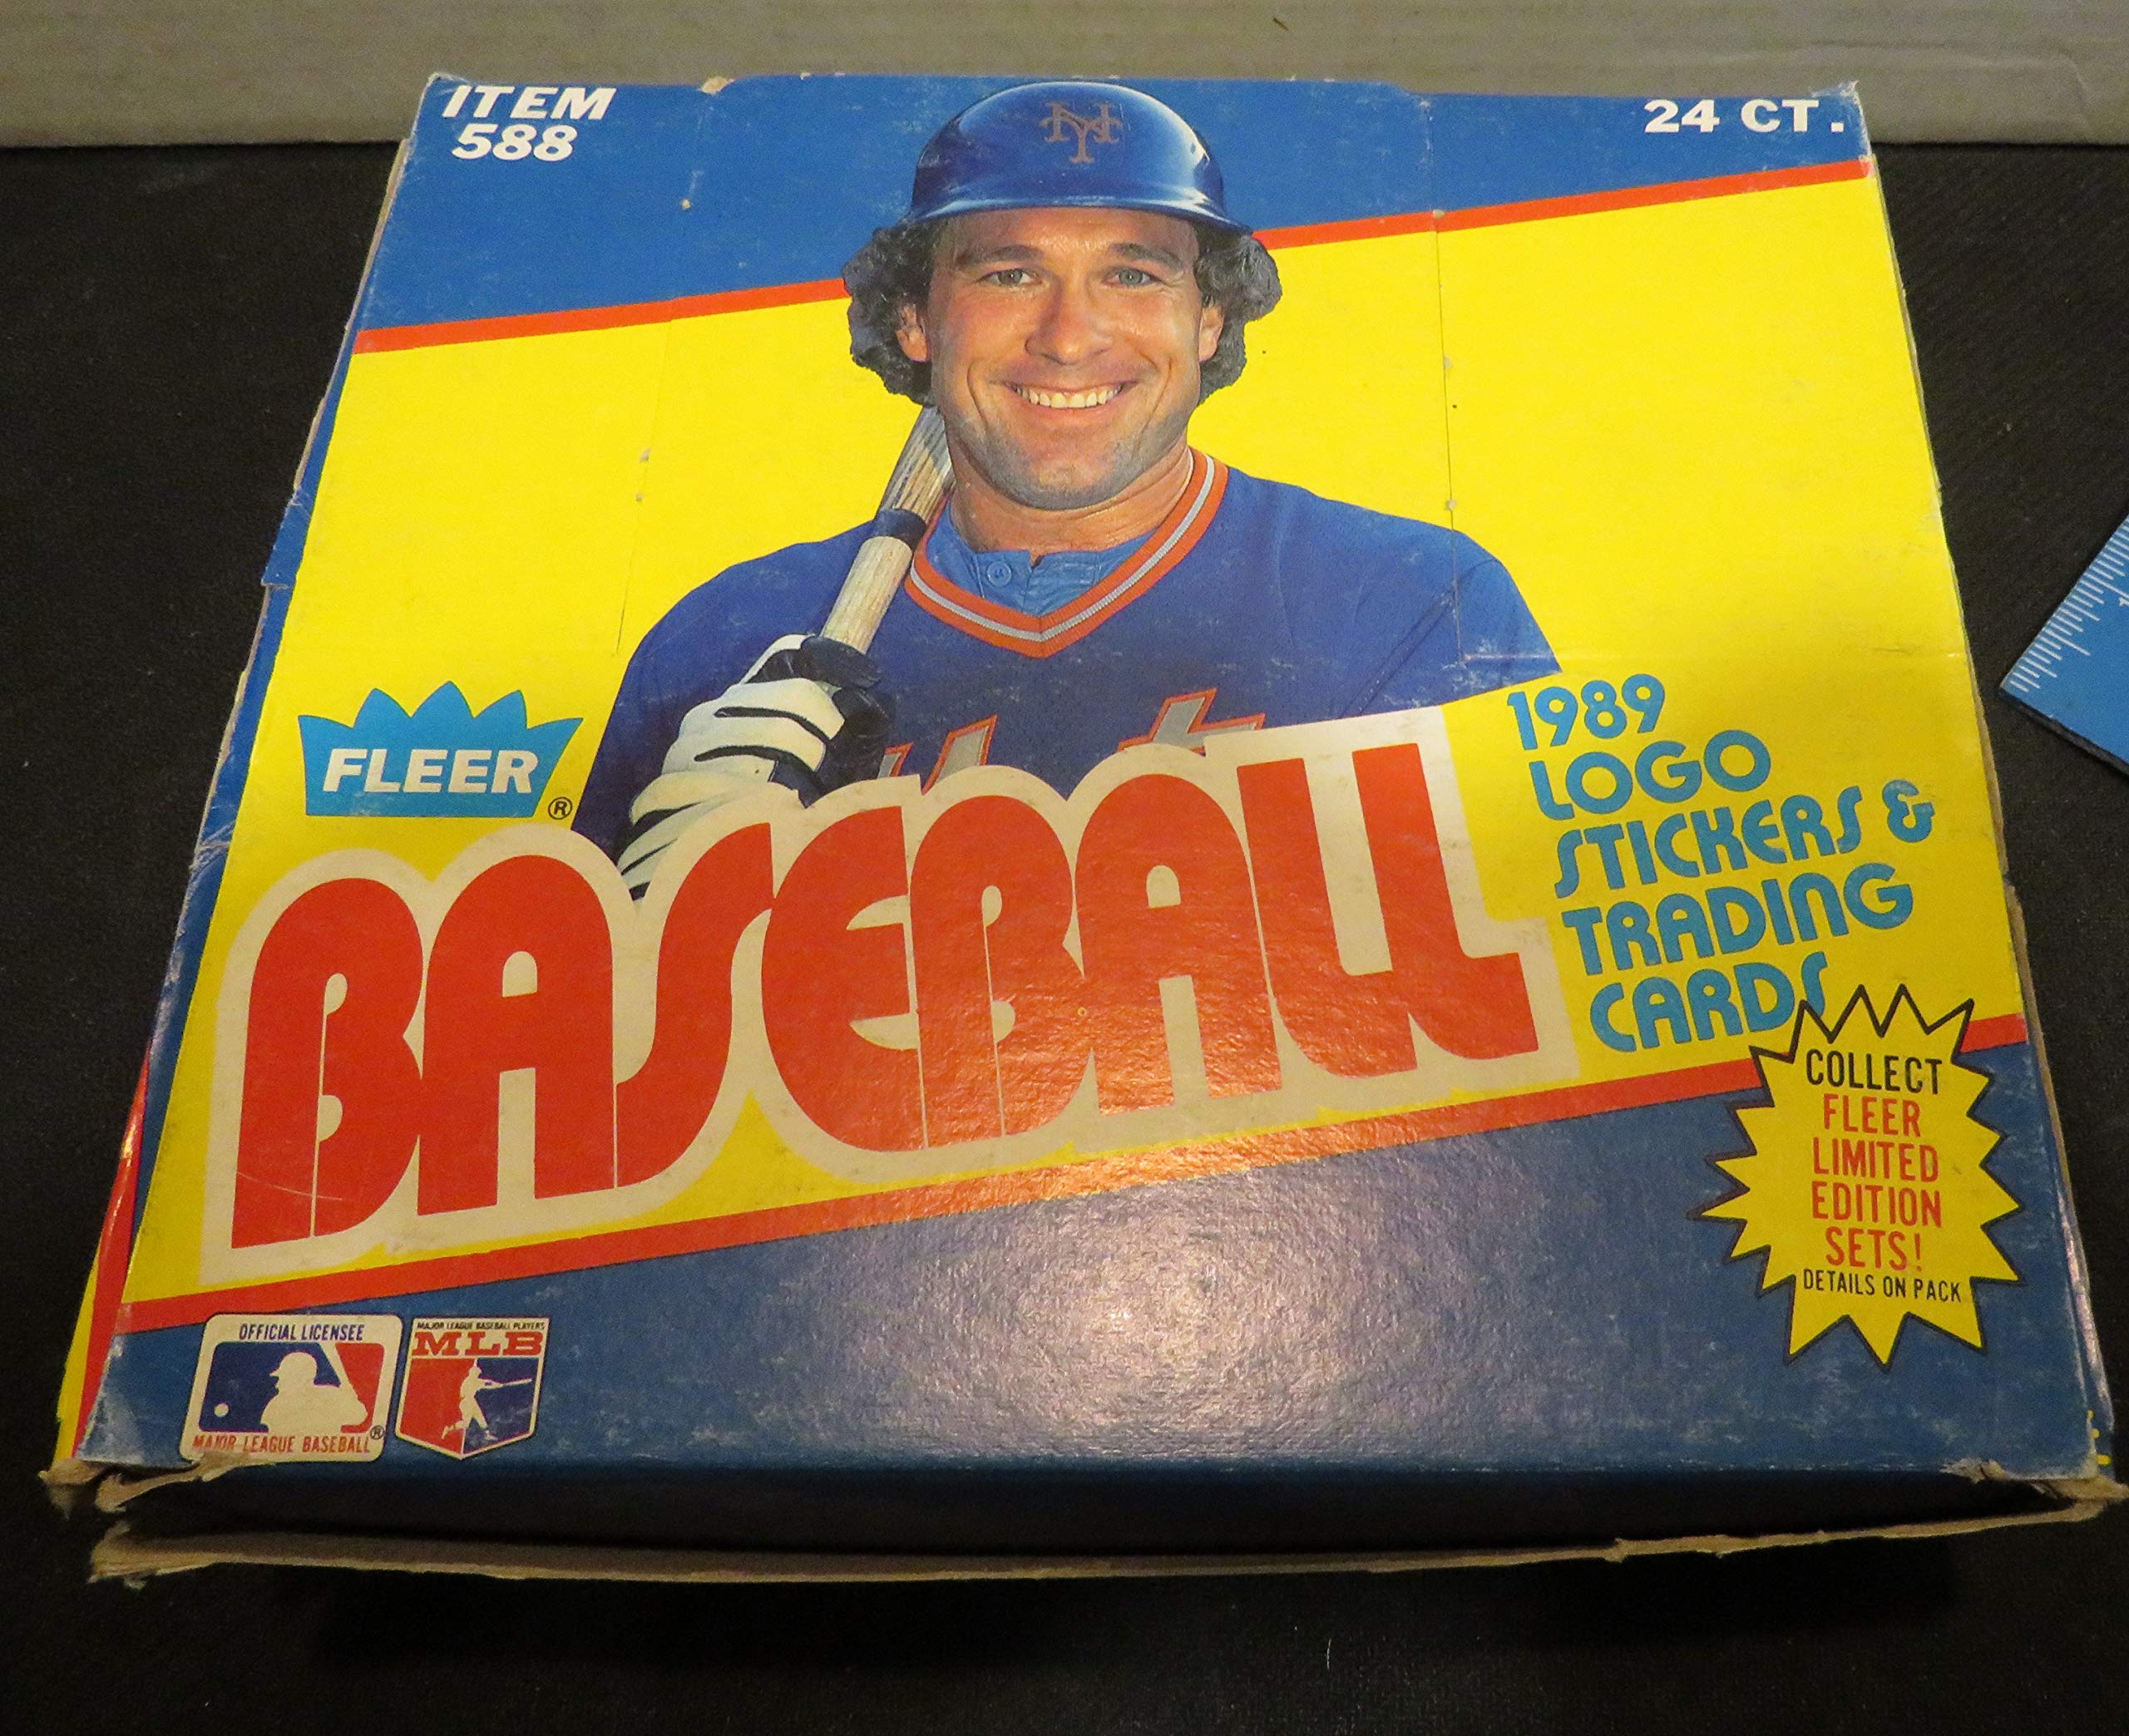 ITEM
588
24 CT.
NY
FLEER®
BASEBALL
1989
LOGO
STICKERS &
TRADING
CARDS
COLLECT
FLEER
LIMITED
EDITION
SETS!
DETAILS ON PACK
OFFICIAL LICENSEE
MAJOR LEAGUE BASEBALL®
MAJOR LEAGUE BASEBALL PLAYERS
MLB